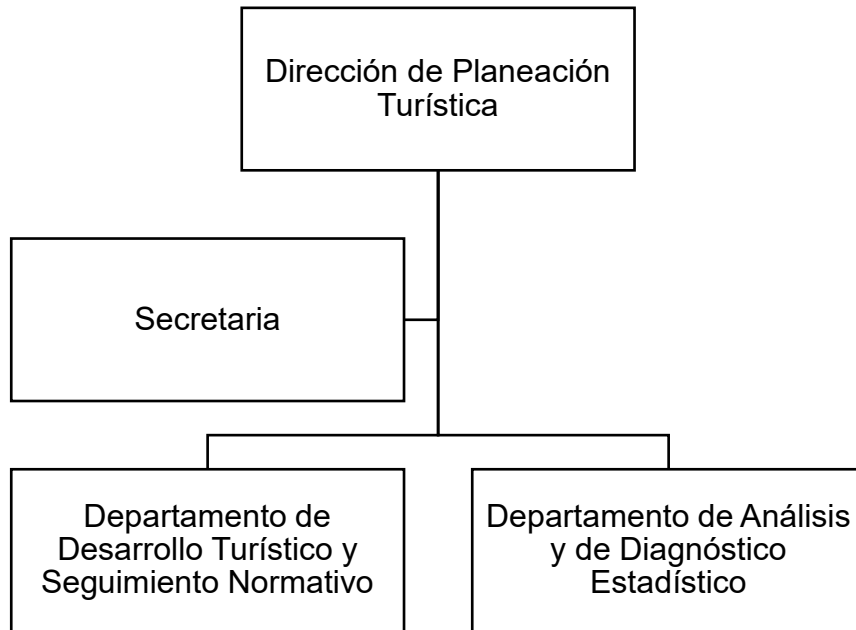 Dirección de Planeación
Turística
Secretaria
Departamento de
Desarrollo Turístico y
Seguimiento Normativo
Departamento de Análisis
y de Diagnóstico
Estadístico